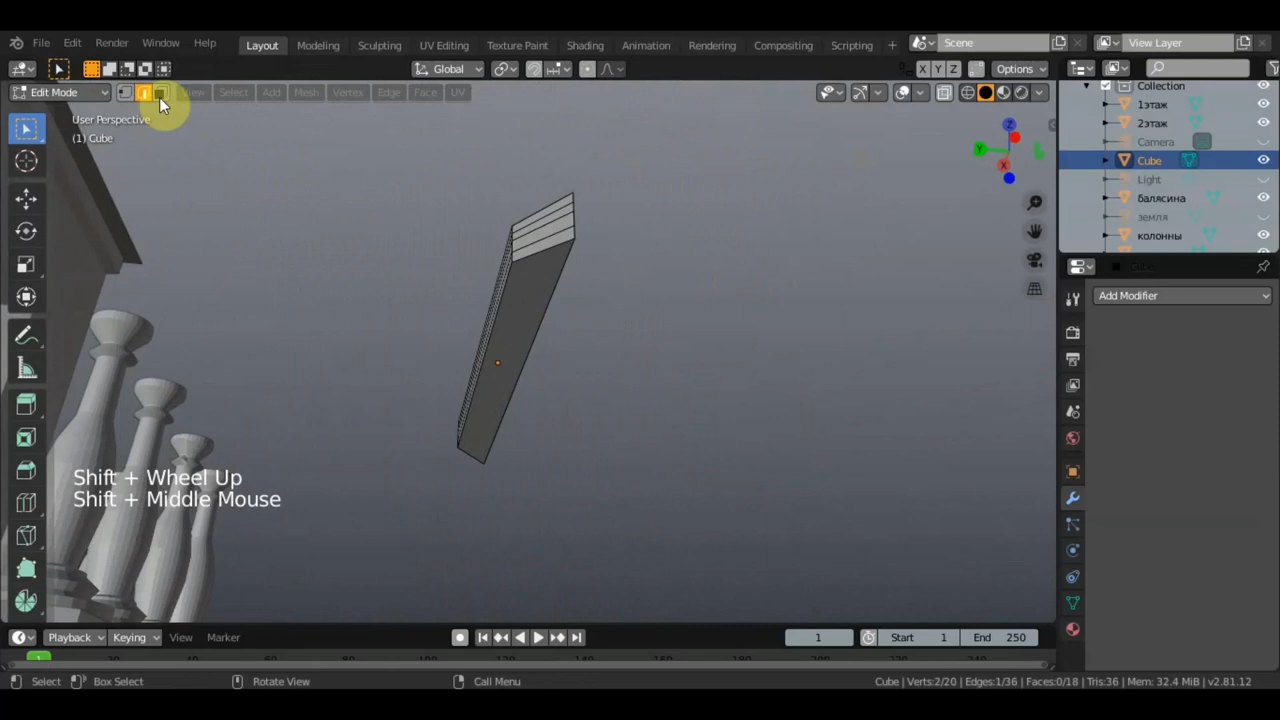 File Edit Render Window Help Layout Modeling Sculpting UV Editing Texture Paint Shading Animation Rendering Compositing Scripting + Scene View Layer
Global X Y Z Options
Edit Mode View Select Add Mesh Vertex Edge Face UV
User Perspective
(1) Cube
Z
Y
X
Collection
1этаж
2этаж
Camera
Cube
Light
балясина
земля
колонны
Cube
Add Modifier
Shift + Wheel Up
Shift + Middle Mouse
Playback Keying View Marker 1 Start 1 End 250
1
Select Box Select Rotate View Call Menu Cube | Verts:2/20 | Edges:1/36 | Faces:0/18 | Tris:36 | Mem: 32.4 MiB | v2.81.12